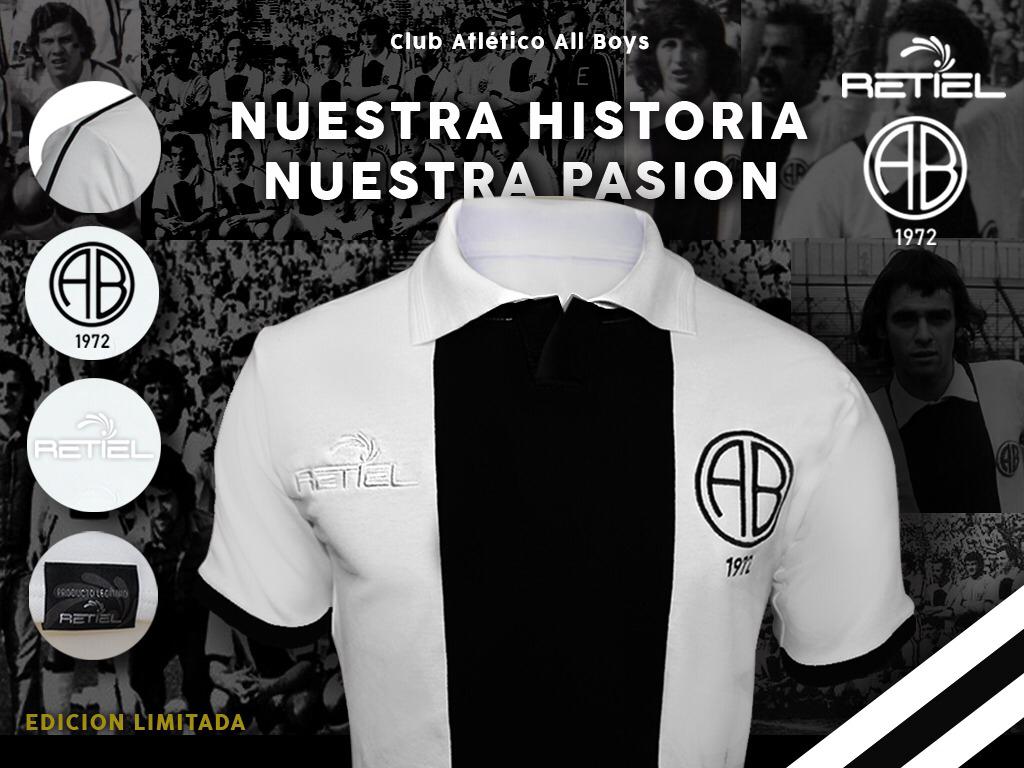 Club Atlético All Boys
NUESTRA HISTORIA
NUESTRA PASION
RETIEL
AB
1972
AB
1972
RETIEL
PRODUCTO LEGITIMO
RETIEL
RETIEL
AB
1972
E
EDICION LIMITADA